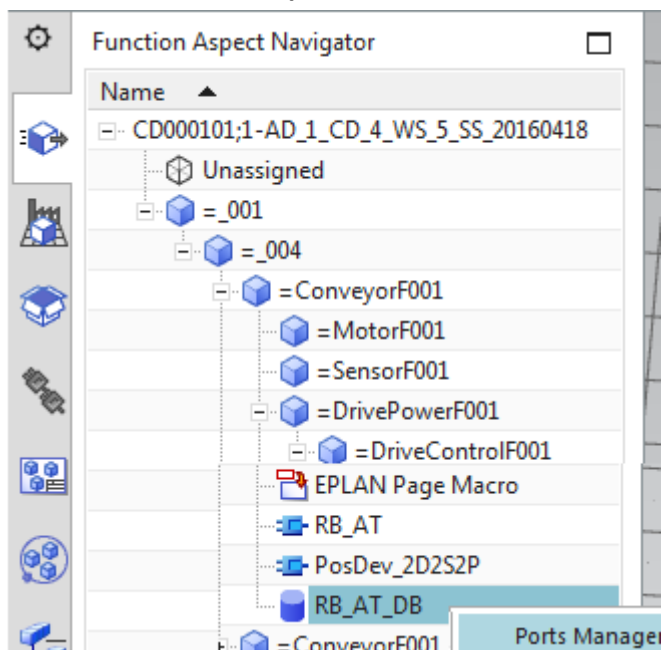 Function Aspect Navigator
Name
CD000101;1-AD_1_CD_4_WS_5_SS_20160418
Unassigned
=_001
=_004
=ConveyorF001
=MotorF001
=SensorF001
=DrivePowerF001
=DriveControlF001
EPLAN Page Macro
RB_AT
PosDev_2D2S2P
RB_AT_DB
Ports Manager
=ConveyorF001